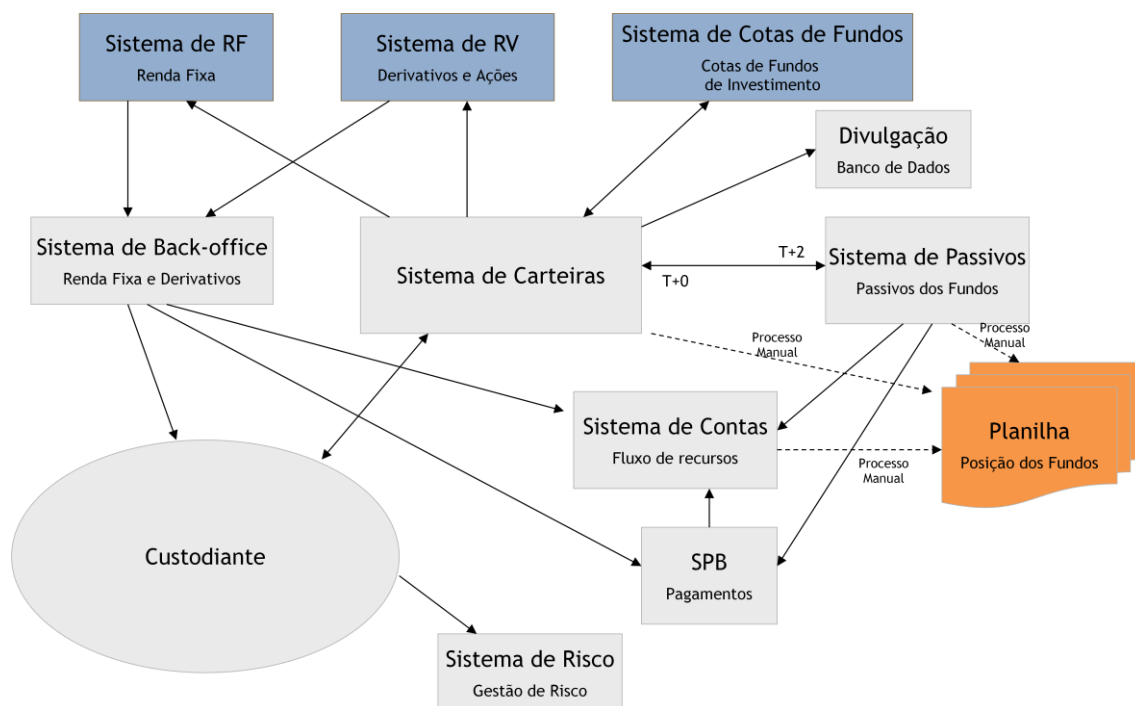 Sistema de RF
Renda Fixa
Sistema de RV
Derivativos e Ações
Sistema de Cotas de Fundos
Cotas de Fundos
de Investimento
Divulgação
Banco de Dados
Sistema de Back-office
Renda Fixa e Derivativos
Sistema de Carteiras
T+2
T+0
Sistema de Passivos
Passivos dos Fundos
Processo
Manual
Processo
Manual
Sistema de Contas
Fluxo de recursos
Planilha
Posição dos Fundos
Processo
Manual
Custodiante
SPB
Pagamentos
Sistema de Risco
Gestão de Risco